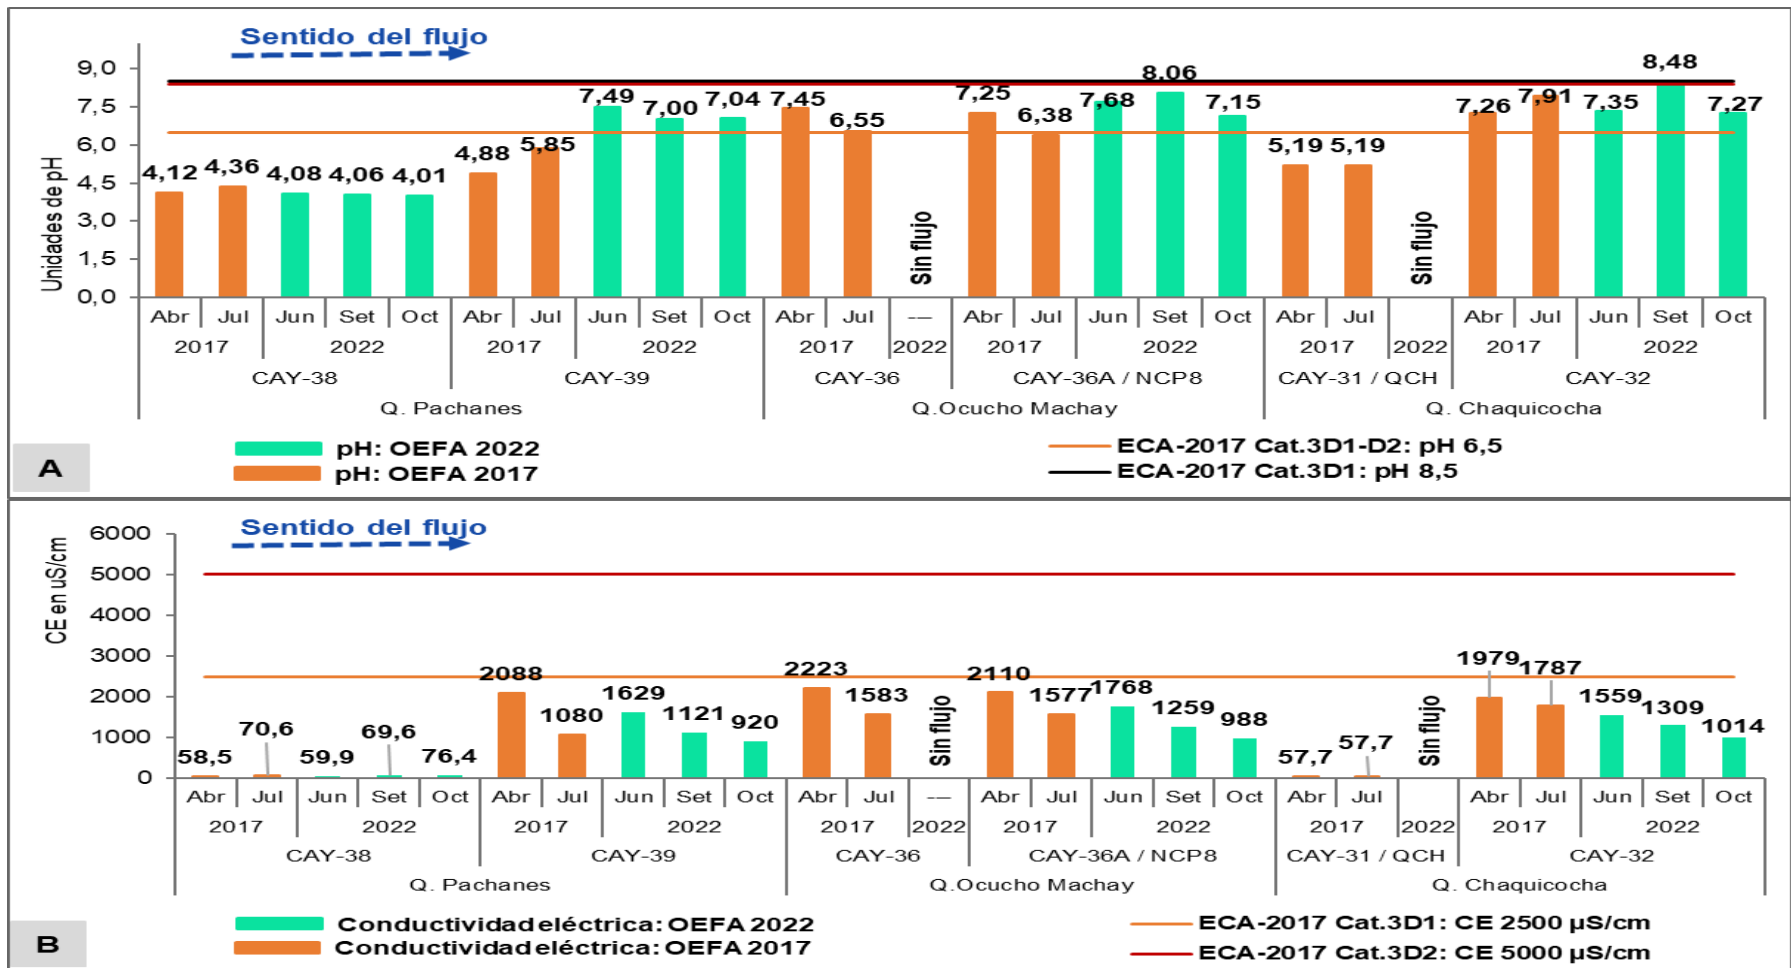 Sentido del flujo
Unidades de pH
9,0
7,5
6,0
4,5
3,0
1,5
0,0
4,12 4,36 4,08 4,06 4,01 4,88 5,85 7,49 7,00 7,04 7,45 6,55 Sin flujo 7,25 6,38 7,68 8,06 7,15 5,19 5,19 Sin flujo 7,26 7,91 7,35 8,48 7,27
Abr Jul Jun Set Oct Abr Jul Jun Set Oct Abr Jul --- Abr Jul Jun Set Oct Abr Jul Abr Jul Jun Set Oct
2017 2022 2017 2022 2017 2022 2017 2022 2017 2022 2017 2022
CAY-38 CAY-39 CAY-36 CAY-36A / NCP8 CAY-31 / QCH CAY-32
Q. Pachanes Q.Ocucho Machay Q. Chaquicocha
pH: OEFA 2022 ECA-2017 Cat.3D1-D2: pH 6,5
pH: OEFA 2017 ECA-2017 Cat.3D1: pH 8,5
A
Sentido del flujo
CE en uS/cm
6000
5000
4000
3000
2000
1000
0
58,5 70,6 59,9 69,6 76,4 2088 1080 1629 1121 920 2223 1583 Sin flujo 2110 1577 1768 1259 988 57,7 57,7 Sin flujo 1979 1787 1559 1309 1014
Abr Jul Jun Set Oct Abr Jul Jun Set Oct Abr Jul --- Abr Jul Jun Set Oct Abr Jul Abr Jul Jun Set Oct
2017 2022 2017 2022 2017 2022 2017 2022 2017 2022 2017 2022
CAY-38 CAY-39 CAY-36 CAY-36A / NCP8 CAY-31 / QCH CAY-32
Q. Pachanes Q.Ocucho Machay Q. Chaquicocha
Conductividad eléctrica: OEFA 2022 ECA-2017 Cat.3D1: CE 2500 µS/cm
Conductividad eléctrica: OEFA 2017 ECA-2017 Cat.3D2: CE 5000 µS/cm
B